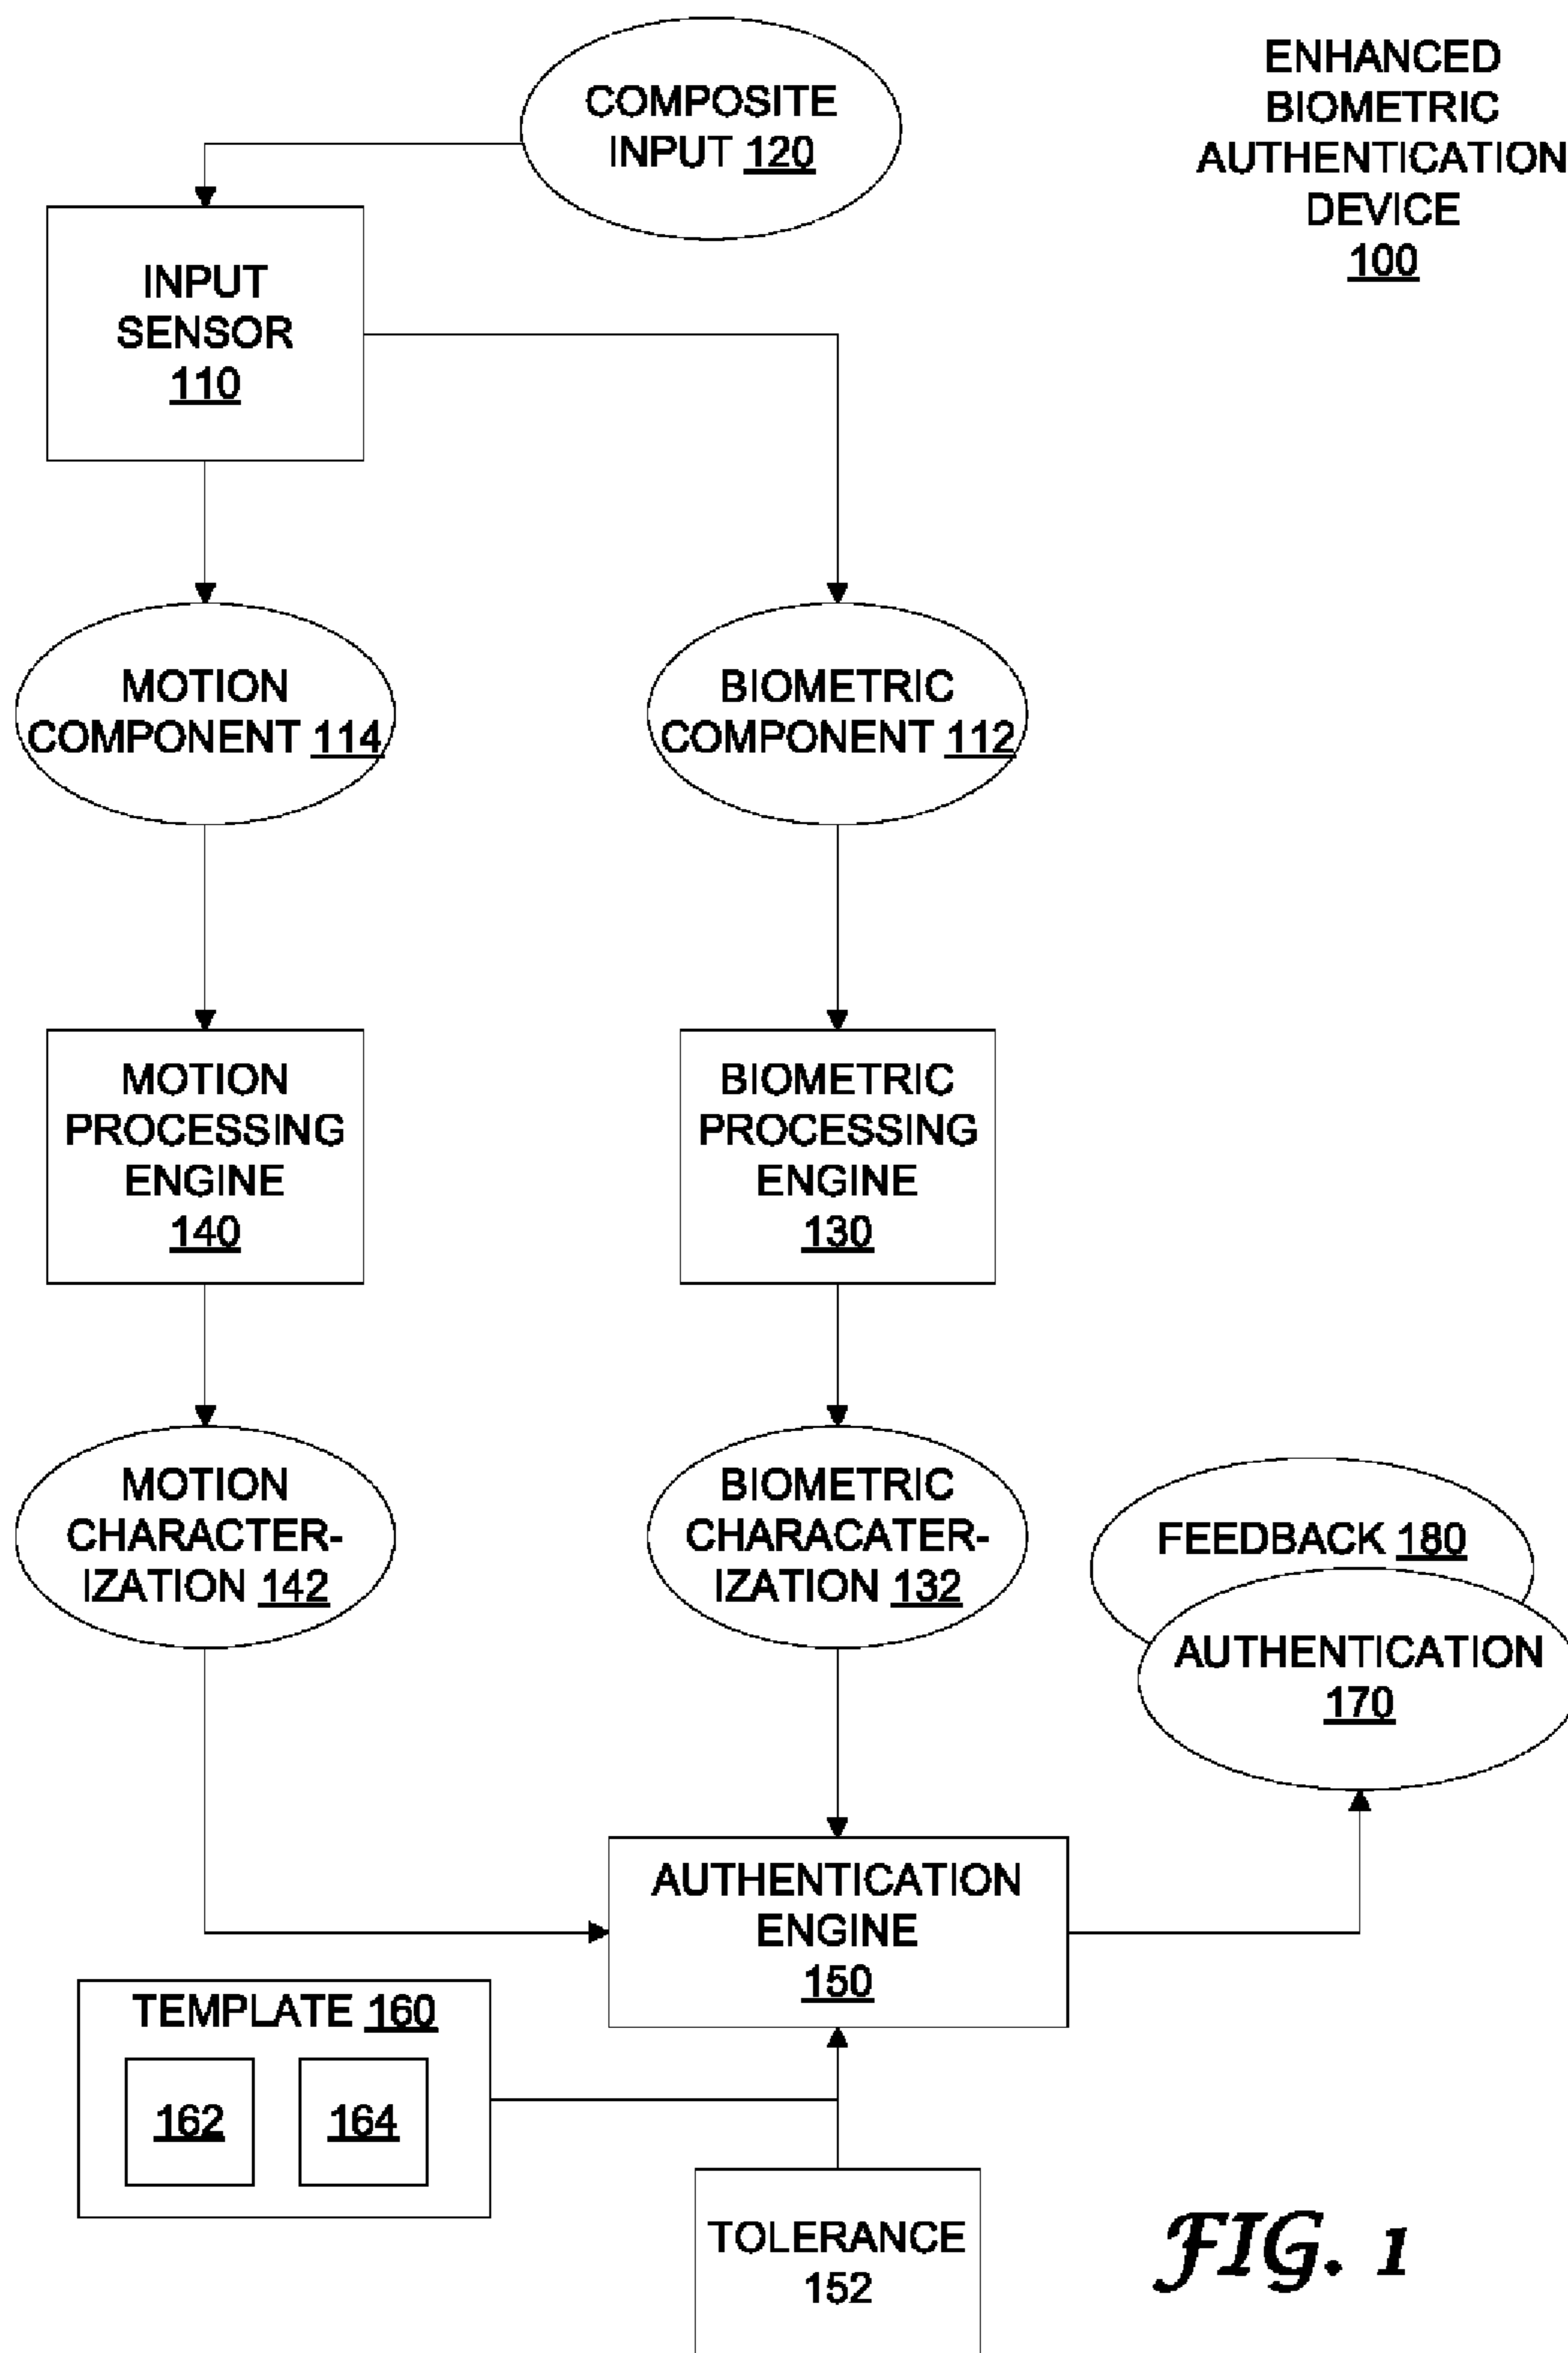 COMPOSITE
INPUT 120
ENHANCED
BIOMETRIC
AUTHENTICATION
DEVICE
100
INPUT
SENSOR
110
MOTION
COMPONENT 114
BIOMETRIC
COMPONENT 112
MOTION
PROCESSING
ENGINE
140
BIOMETRIC
PROCESSING
ENGINE
130
MOTION
CHARACTER-
IZATION 142
BIOMETRIC
CHARACATER-
IZATION 132
FEEDBACK 180
AUTHENTICATION
170
AUTHENTICATION
ENGINE
150
TEMPLATE 160
162
164
TOLERANCE
152
FIG. 1